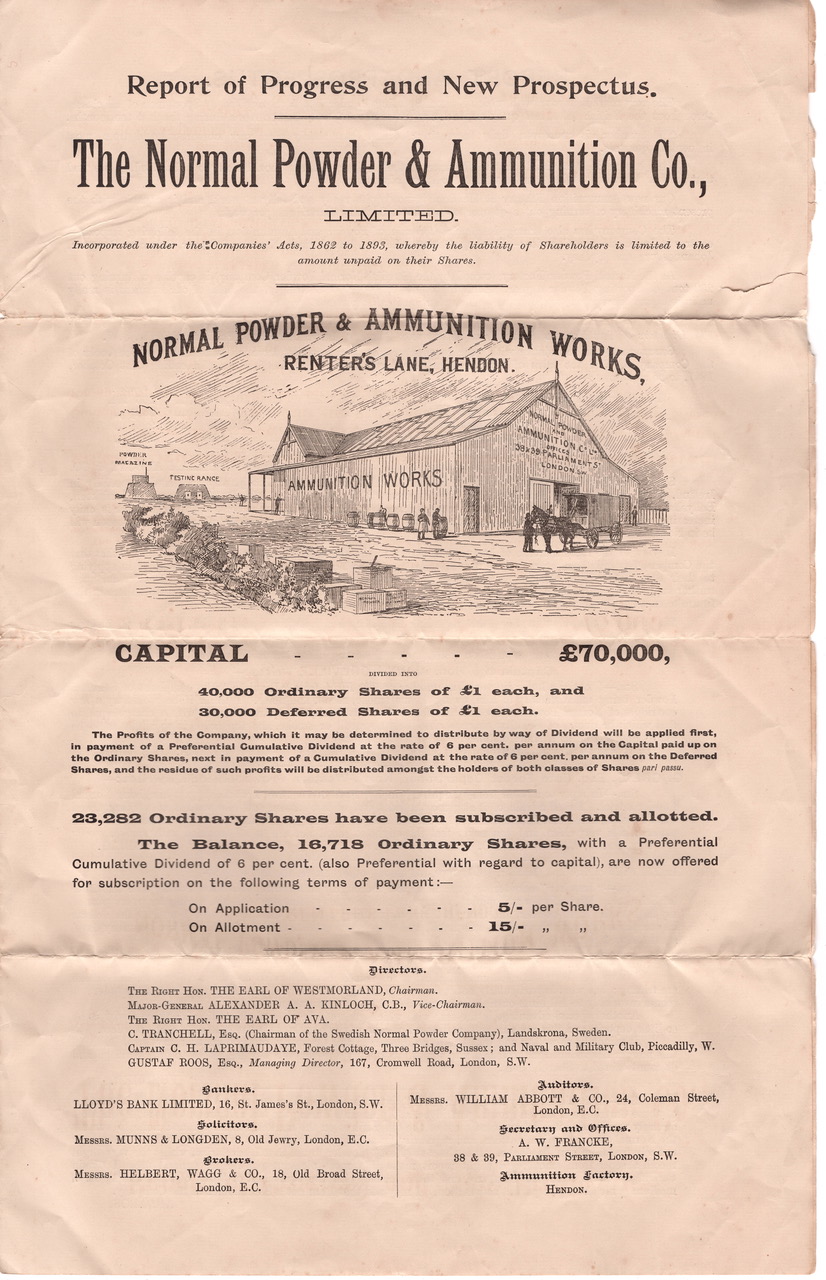 Report of Progress and New Prospectus.
The Normal Powder & Ammunition Co.,
LIMITED.
Incorporated under the Companies' Acts, 1862 to 1893, whereby the liability of Shareholders is limited to the
amount unpaid on their Shares.
NORMAL POWDER & AMMUNITION WORKS,
RENTER'S LANE, HENDON.
POWDER
MAGAZINE
TESTING RANGE
AMMUNITION WORKS
NORMAL POWDER
AND
AMMUNITION Co Ld
OFFICES
38 & 39 PARLIAMENT St
LONDON. S.W.
CAPITAL - - - - - £70,000,
DIVIDED INTO
40,000 Ordinary Shares of £1 each, and
30,000 Deferred Shares of £1 each.
The Profits of the Company, which it may be determined to distribute by way of Dividend will be applied first,
in payment of a Preferential Cumulative Dividend at the rate of 6 per cent. per annum on the Capital paid up on
the Ordinary Shares, next in payment of a Cumulative Dividend at the rate of 6 per cent. per annum on the Deferred
Shares, and the residue of such profits will be distributed amongst the holders of both classes of Shares pari passu.
23,282 Ordinary Shares have been subscribed and allotted.
The Balance, 16,718 Ordinary Shares, with a Preferential
Cumulative Dividend of 6 per cent. (also Preferential with regard to capital), are now offered
for subscription on the following terms of payment:—
On Application - - - - - - 5/- per Share.
On Allotment - - - - - - - 15/- „ „
Directors.
THE RIGHT HON. THE EARL OF WESTMORLAND, Chairman.
MAJOR-GENERAL ALEXANDER A. A. KINLOCH, C.B., Vice-Chairman.
THE RIGHT HON. THE EARL OF AVA.
C. TRANCHELL, ESQ. (Chairman of the Swedish Normal Powder Company), Landskrona, Sweden.
CAPTAIN C. H. LAPRIMAUDAYE, Forest Cottage, Three Bridges, Sussex; and Naval and Military Club, Piccadilly, W.
GUSTAF ROOS, ESQ., Managing Director, 167, Cromwell Road, London, S.W.
Bankers.
LLOYD'S BANK LIMITED, 16, St. James's St., London, S.W.
Solicitors.
MESSRS. MUNNS & LONGDEN, 8, Old Jewry, London, E.C.
Brokers.
MESSRS. HELBERT, WAGG & CO., 18, Old Broad Street,
London, E.C.
Auditors.
MESSRS. WILLIAM ABBOTT & CO., 24, Coleman Street,
London, E.C.
Secretary and Offices.
A. W. FRANCKE,
38 & 39, PARLIAMENT STREET, LONDON, S.W.
Ammunition Factory.
HENDON.